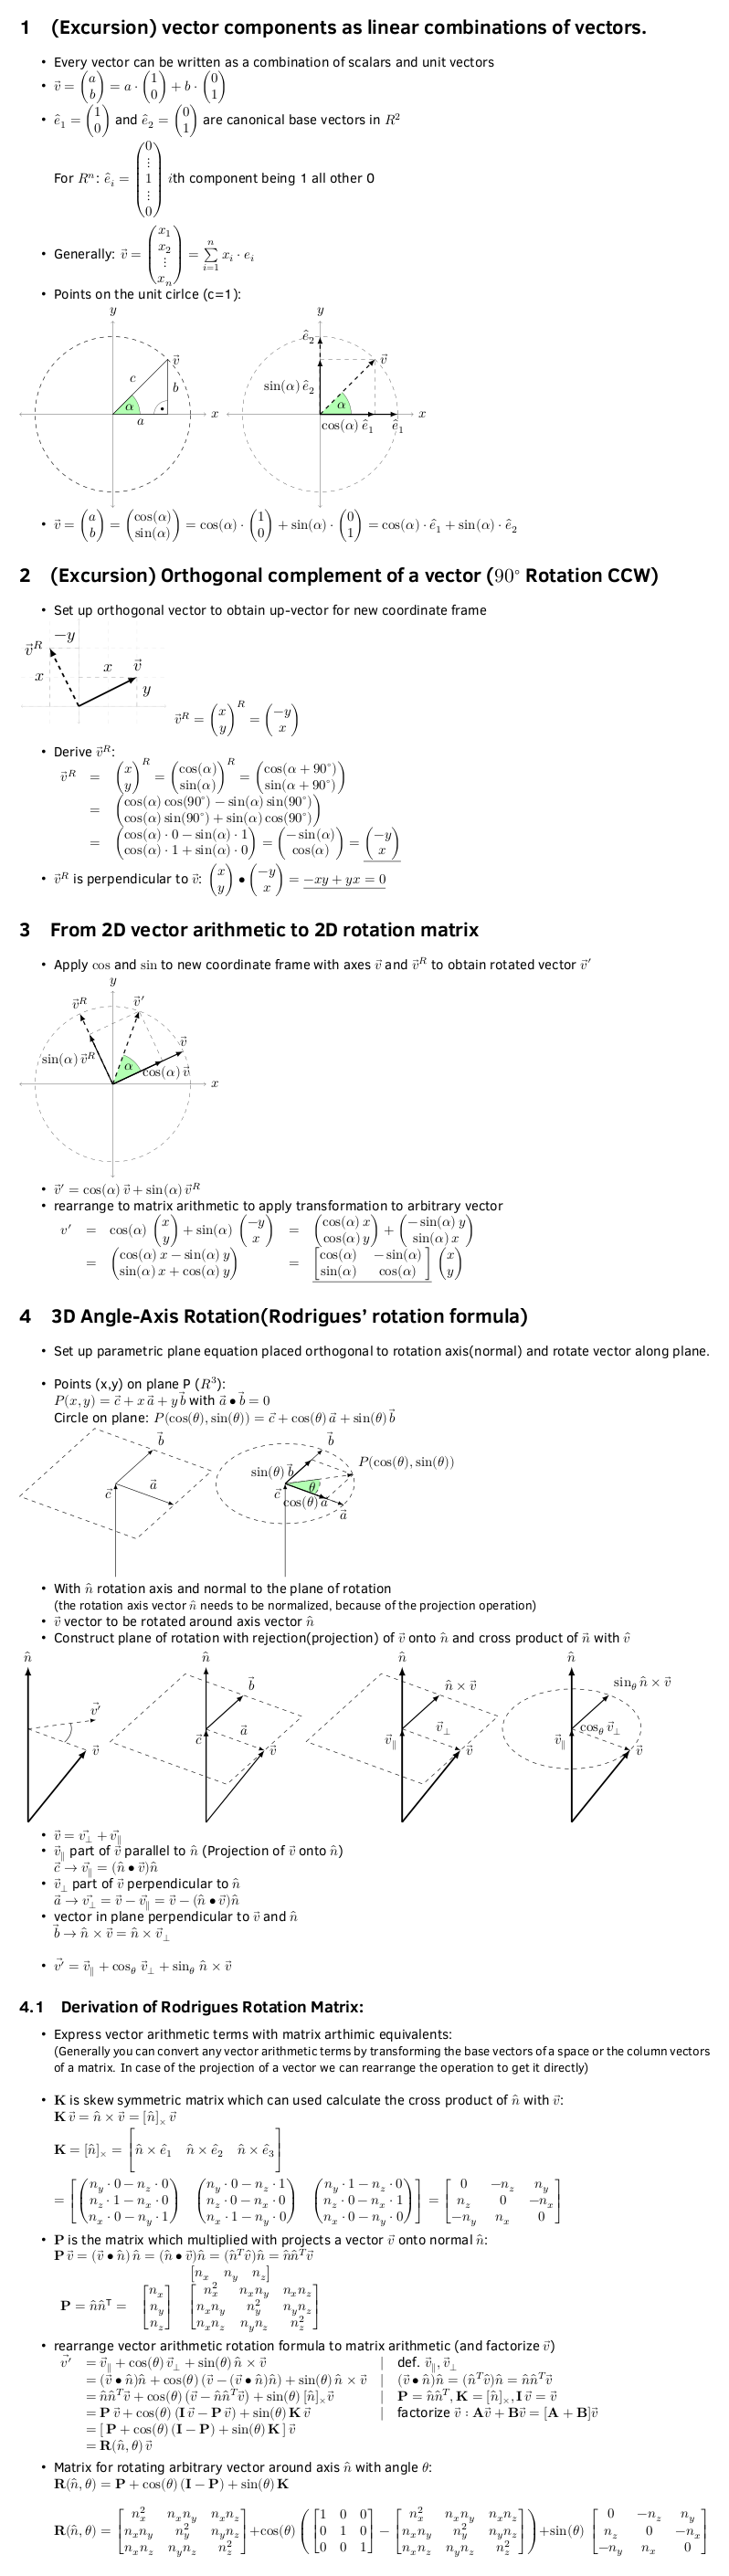 1 (Excursion) vector components as linear combinations of vectors.
• Every vector can be written as a combination of scalars and unit vectors
• $\vec{v} = \begin{pmatrix} a \\ b \end{pmatrix} = a \cdot \begin{pmatrix} 1 \\ 0 \end{pmatrix} + b \cdot \begin{pmatrix} 0 \\ 1 \end{pmatrix}$
• $\hat{e}_1 = \begin{pmatrix} 1 \\ 0 \end{pmatrix}$ and $\hat{e}_2 = \begin{pmatrix} 0 \\ 1 \end{pmatrix}$ are canonical base vectors in $R^2$
For $R^n$: $\hat{e}_i = \begin{pmatrix} 0 \\ \vdots \\ 1 \\ \vdots \\ 0 \end{pmatrix}$ $i$th component being 1 all other 0
• Generally: $\vec{v} = \begin{pmatrix} x_1 \\ x_2 \\ \vdots \\ x_n \end{pmatrix} = \sum_{i=1}^{n} x_i \cdot e_i$
• Points on the unit cirlce (c=1):
y
$\vec{v}$
c
b
α
a
x
y
$\hat{e}_2$
$\vec{v}$
$\sin(\alpha)\,\hat{e}_2$
α
x
$\cos(\alpha)\,\hat{e}_1$
$\hat{e}_1$
• $\vec{v} = \begin{pmatrix} a \\ b \end{pmatrix} = \begin{pmatrix} \cos(\alpha) \\ \sin(\alpha) \end{pmatrix} = \cos(\alpha) \cdot \begin{pmatrix} 1 \\ 0 \end{pmatrix} + \sin(\alpha) \cdot \begin{pmatrix} 0 \\ 1 \end{pmatrix} = \cos(\alpha) \cdot \hat{e}_1 + \sin(\alpha) \cdot \hat{e}_2$
2 (Excursion) Orthogonal complement of a vector (90° Rotation CCW)
• Set up orthogonal vector to obtain up-vector for new coordinate frame
−y
$\vec{v}^R$
x
x
$\vec{v}$
y
$\vec{v}^R = \begin{pmatrix} x \\ y \end{pmatrix}^R = \begin{pmatrix} -y \\ x \end{pmatrix}$
• Derive $\vec{v}^R$:
$\vec{v}^R = \begin{pmatrix} x \\ y \end{pmatrix}^R = \begin{pmatrix} \cos(\alpha) \\ \sin(\alpha) \end{pmatrix}^R = \begin{pmatrix} \cos(\alpha + 90°) \\ \sin(\alpha + 90°) \end{pmatrix}$
$= \begin{pmatrix} \cos(\alpha)\cos(90°) - \sin(\alpha)\sin(90°) \\ \cos(\alpha)\sin(90°) + \sin(\alpha)\cos(90°) \end{pmatrix}$
$= \begin{pmatrix} \cos(\alpha) \cdot 0 - \sin(\alpha) \cdot 1 \\ \cos(\alpha) \cdot 1 + \sin(\alpha) \cdot 0 \end{pmatrix} = \begin{pmatrix} -\sin(\alpha) \\ \cos(\alpha) \end{pmatrix} = \begin{pmatrix} -y \\ x \end{pmatrix}$
• $\vec{v}^R$ is perpendicular to $\vec{v}$: $\begin{pmatrix} x \\ y \end{pmatrix} \bullet \begin{pmatrix} -y \\ x \end{pmatrix} = -xy + yx = 0$
3 From 2D vector arithmetic to 2D rotation matrix
• Apply cos and sin to new coordinate frame with axes $\vec{v}$ and $\vec{v}^R$ to obtain rotated vector $\vec{v}'$
y
$\vec{v}^R$
$\vec{v}'$
$\vec{v}$
$\sin(\alpha)\,\vec{v}^R$
α
$\cos(\alpha)\,\vec{v}$
x
• $\vec{v}' = \cos(\alpha)\,\vec{v} + \sin(\alpha)\,\vec{v}^R$
• rearrange to matrix arithmetic to apply transformation to arbitrary vector
$v' = \cos(\alpha) \begin{pmatrix} x \\ y \end{pmatrix} + \sin(\alpha) \begin{pmatrix} -y \\ x \end{pmatrix} = \begin{pmatrix} \cos(\alpha)\,x \\ \cos(\alpha)\,y \end{pmatrix} + \begin{pmatrix} -\sin(\alpha)\,y \\ \sin(\alpha)\,x \end{pmatrix}$
$= \begin{pmatrix} \cos(\alpha)\,x - \sin(\alpha)\,y \\ \sin(\alpha)\,x + \cos(\alpha)\,y \end{pmatrix} = \begin{bmatrix} \cos(\alpha) & -\sin(\alpha) \\ \sin(\alpha) & \cos(\alpha) \end{bmatrix} \begin{pmatrix} x \\ y \end{pmatrix}$
4 3D Angle-Axis Rotation(Rodrigues' rotation formula)
• Set up parametric plane equation placed orthogonal to rotation axis(normal) and rotate vector along plane.
• Points (x,y) on plane P ($R^3$):
$P(x, y) = \vec{c} + x\,\vec{a} + y\,\vec{b}$ with $\vec{a} \bullet \vec{b} = 0$
Circle on plane: $P(\cos(\theta), \sin(\theta)) = \vec{c} + \cos(\theta)\,\vec{a} + \sin(\theta)\,\vec{b}$
$\vec{b}$
$\vec{a}$
$\vec{c}$
$\vec{b}$
$P(\cos(\theta), \sin(\theta))$
$\sin(\theta)\,\vec{b}$
θ
$\vec{c}$
$\cos(\theta)\,\vec{a}$
$\vec{a}$
• With $\hat{n}$ rotation axis and normal to the plane of rotation
(the rotation axis vector $\hat{n}$ needs to be normalized, because of the projection operation)
• $\vec{v}$ vector to be rotated around axis vector $\hat{n}$
• Construct plane of rotation with rejection(projection) of $\vec{v}$ onto $\hat{n}$ and cross product of $\vec{n}$ with $\hat{v}$
$\hat{n}$
$\vec{v}'$
$\vec{v}$
$\hat{n}$
$\vec{b}$
$\vec{a}$
$\vec{c}$
$\vec{v}$
$\hat{n}$
$\hat{n} \times \vec{v}$
$\vec{v}_\perp$
$\vec{v}_\parallel$
$\vec{v}$
$\hat{n}$
$\sin_\theta \hat{n} \times \vec{v}$
$\cos_\theta \vec{v}_\perp$
$\vec{v}_\parallel$
$\vec{v}$
• $\vec{v} = \vec{v_\perp} + \vec{v_\parallel}$
• $\vec{v}_\parallel$ part of $\vec{v}$ parallel to $\hat{n}$ (Projection of $\vec{v}$ onto $\hat{n}$)
$\vec{c} \to \vec{v_\parallel} = (\hat{n} \bullet \vec{v})\hat{n}$
• $\vec{v}_\perp$ part of $\vec{v}$ perpendicular to $\hat{n}$
$\vec{a} \to \vec{v_\perp} = \vec{v} - \vec{v_\parallel} = \vec{v} - (\hat{n} \bullet \vec{v})\hat{n}$
• vector in plane perpendicular to $\vec{v}$ and $\hat{n}$
$\vec{b} \to \hat{n} \times \vec{v} = \hat{n} \times \vec{v}_\perp$
• $\vec{v'} = \vec{v}_\parallel + \cos_\theta \vec{v}_\perp + \sin_\theta \hat{n} \times \vec{v}$
4.1 Derivation of Rodrigues Rotation Matrix:
• Express vector arithmetic terms with matrix arthimetic equivalents:
(Generally you can convert any vector arithmetic terms by transforming the base vectors of a space or the column vectors
of a matrix. In case of the projection of a vector we can rearrange the operation to get it directly)
• $\mathbf{K}$ is skew symmetric matrix which can used calculate the cross product of $\hat{n}$ with $\vec{v}$:
$\mathbf{K}\,\vec{v} = \hat{n} \times \vec{v} = [\hat{n}]_\times \vec{v}$
$\mathbf{K} = [\hat{n}]_\times = \begin{bmatrix} \hat{n} \times \hat{e}_1 & \hat{n} \times \hat{e}_2 & \hat{n} \times \hat{e}_3 \end{bmatrix}$
$= \begin{bmatrix} \begin{pmatrix} n_y \cdot 0 - n_z \cdot 0 \\ n_z \cdot 1 - n_x \cdot 0 \\ n_x \cdot 0 - n_y \cdot 1 \end{pmatrix} & \begin{pmatrix} n_y \cdot 0 - n_z \cdot 1 \\ n_z \cdot 0 - n_x \cdot 0 \\ n_x \cdot 1 - n_y \cdot 0 \end{pmatrix} & \begin{pmatrix} n_y \cdot 1 - n_z \cdot 0 \\ n_z \cdot 0 - n_x \cdot 1 \\ n_x \cdot 0 - n_y \cdot 0 \end{pmatrix} \end{bmatrix} = \begin{bmatrix} 0 & -n_z & n_y \\ n_z & 0 & -n_x \\ -n_y & n_x & 0 \end{bmatrix}$
• $\mathbf{P}$ is the matrix which multiplied with projects a vector $\vec{v}$ onto normal $\hat{n}$:
$\mathbf{P}\,\vec{v} = (\vec{v} \bullet \hat{n})\,\hat{n} = (\hat{n} \bullet \vec{v})\hat{n} = (\hat{n}^T \hat{v})\hat{n} = \hat{n}\hat{n}^T\vec{v}$
$\begin{bmatrix} n_x & n_y & n_z \end{bmatrix}$
$\mathbf{P} = \hat{n}\hat{n}^\mathsf{T} = \begin{bmatrix} n_x \\ n_y \\ n_z \end{bmatrix} \begin{bmatrix} n_x^2 & n_x n_y & n_x n_z \\ n_x n_y & n_y^2 & n_y n_z \\ n_x n_z & n_y n_z & n_z^2 \end{bmatrix}$
• rearrange vector arithmetic rotation formula to matrix arithmetic (and factorize $\vec{v}$)
$\vec{v'} = \vec{v}_\parallel + \cos(\theta)\,\vec{v}_\perp + \sin(\theta)\,\hat{n} \times \vec{v}$ | def. $\vec{v}_\parallel, \vec{v}_\perp$
$= (\vec{v} \bullet \hat{n})\hat{n} + \cos(\theta)\,(\vec{v} - (\vec{v} \bullet \hat{n})\hat{n}) + \sin(\theta)\,\hat{n} \times \vec{v}$ | $(\vec{v} \bullet \hat{n})\hat{n} = (\hat{n}^T \hat{v})\hat{n} = \hat{n}\hat{n}^T\vec{v}$
$= \hat{n}\hat{n}^T\vec{v} + \cos(\theta)\,(\vec{v} - \hat{n}\hat{n}^T\vec{v}) + \sin(\theta)\,[\hat{n}]_\times \vec{v}$ | $\mathbf{P} = \hat{n}\hat{n}^T, \mathbf{K} = [\hat{n}]_\times, \mathbf{I}\,\vec{v} = \vec{v}$
$= \mathbf{P}\,\vec{v} + \cos(\theta)\,(\mathbf{I}\,\vec{v} - \mathbf{P}\,\vec{v}) + \sin(\theta)\,\mathbf{K}\,\vec{v}$ | factorize $\vec{v} : \mathbf{A}\vec{v} + \mathbf{B}\vec{v} = [\mathbf{A} + \mathbf{B}]\vec{v}$
$= [\,\mathbf{P} + \cos(\theta)\,(\mathbf{I} - \mathbf{P}) + \sin(\theta)\,\mathbf{K}\,]\,\vec{v}$
$= \mathbf{R}(\hat{n}, \theta)\,\vec{v}$
• Matrix for rotating arbitrary vector around axis $\hat{n}$ with angle $\theta$:
$\mathbf{R}(\hat{n}, \theta) = \mathbf{P} + \cos(\theta)\,(\mathbf{I} - \mathbf{P}) + \sin(\theta)\,\mathbf{K}$
$\mathbf{R}(\hat{n}, \theta) = \begin{bmatrix} n_x^2 & n_x n_y & n_x n_z \\ n_x n_y & n_y^2 & n_y n_z \\ n_x n_z & n_y n_z & n_z^2 \end{bmatrix} + \cos(\theta) \left( \begin{bmatrix} 1 & 0 & 0 \\ 0 & 1 & 0 \\ 0 & 0 & 1 \end{bmatrix} - \begin{bmatrix} n_x^2 & n_x n_y & n_x n_z \\ n_x n_y & n_y^2 & n_y n_z \\ n_x n_z & n_y n_z & n_z^2 \end{bmatrix} \right) + \sin(\theta) \begin{bmatrix} 0 & -n_z & n_y \\ n_z & 0 & -n_x \\ -n_y & n_x & 0 \end{bmatrix}$